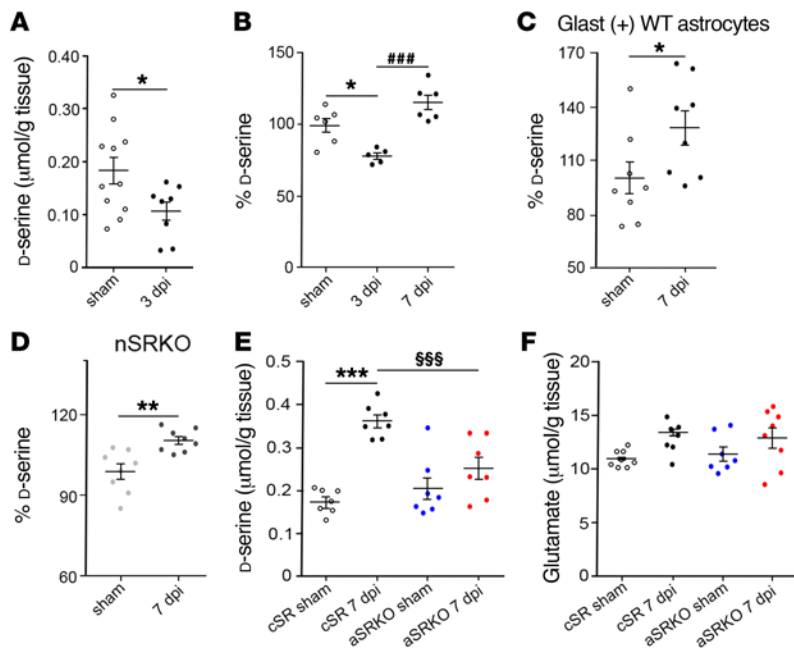 A
D-serine (μmol/g tissue)
0.40
0.30
0.20
0.10
0
*
sham
3 dpi
B
% D-serine
150
100
50
0
*
###
sham
3 dpi
7 dpi
C Glast (+) WT astrocytes
% D-serine
170
140
110
80
50
*
sham
7 dpi
D
nSRKO
% D-serine
120
90
60
**
sham
7 dpi
E
D-serine (μmol/g tissue)
0.5
0.4
0.3
0.2
0.1
0
***
§§§
cSR sham
cSR 7 dpi
aSRKO sham
aSRKO 7 dpi
F
Glutamate (μmol/g tissue)
20
15
10
5
0
cSR sham
cSR 7 dpi
aSRKO sham
aSRKO 7 dpi